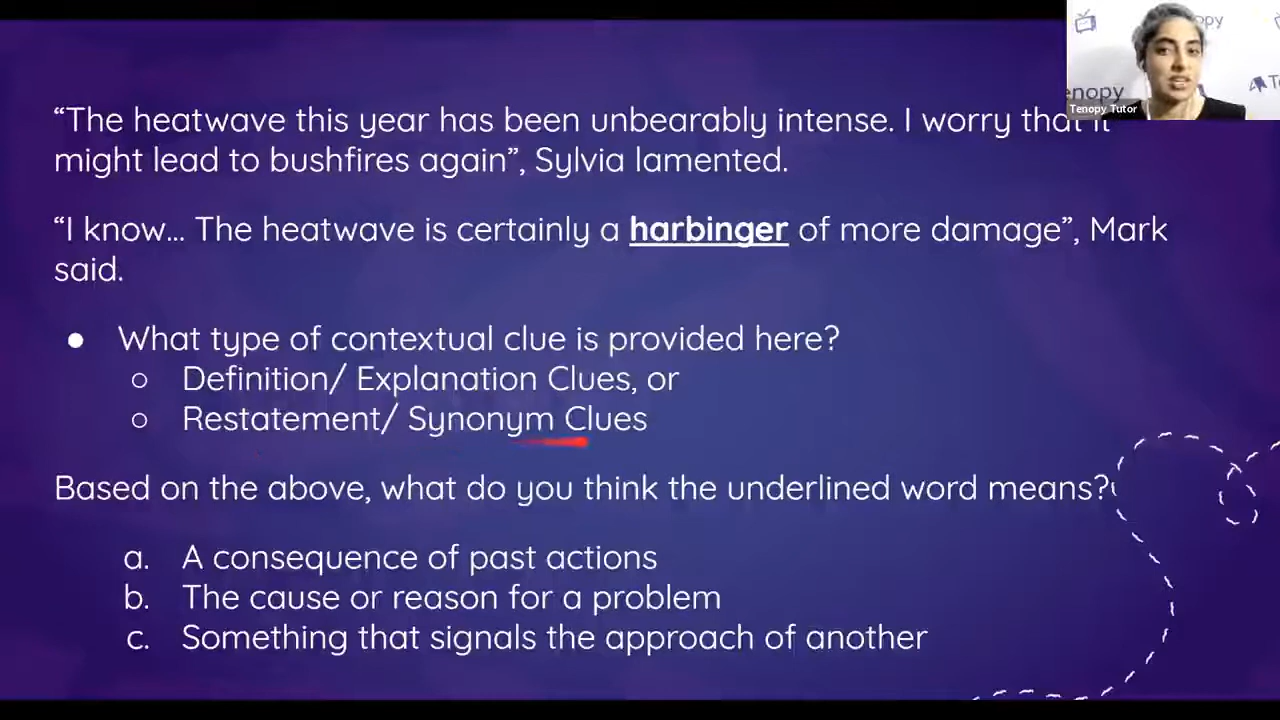 opy
enopy
Te
Tenopy Tutor
“The heatwave this year has been unbearably intense. I worry that it
might lead to bushfires again”, Sylvia lamented.
“I know... The heatwave is certainly a harbinger of more damage”, Mark
said.
● What type of contextual clue is provided here?
○ Definition/ Explanation Clues, or
○ Restatement/ Synonym Clues
Based on the above, what do you think the underlined word means?
a. A consequence of past actions
b. The cause or reason for a problem
c. Something that signals the approach of another